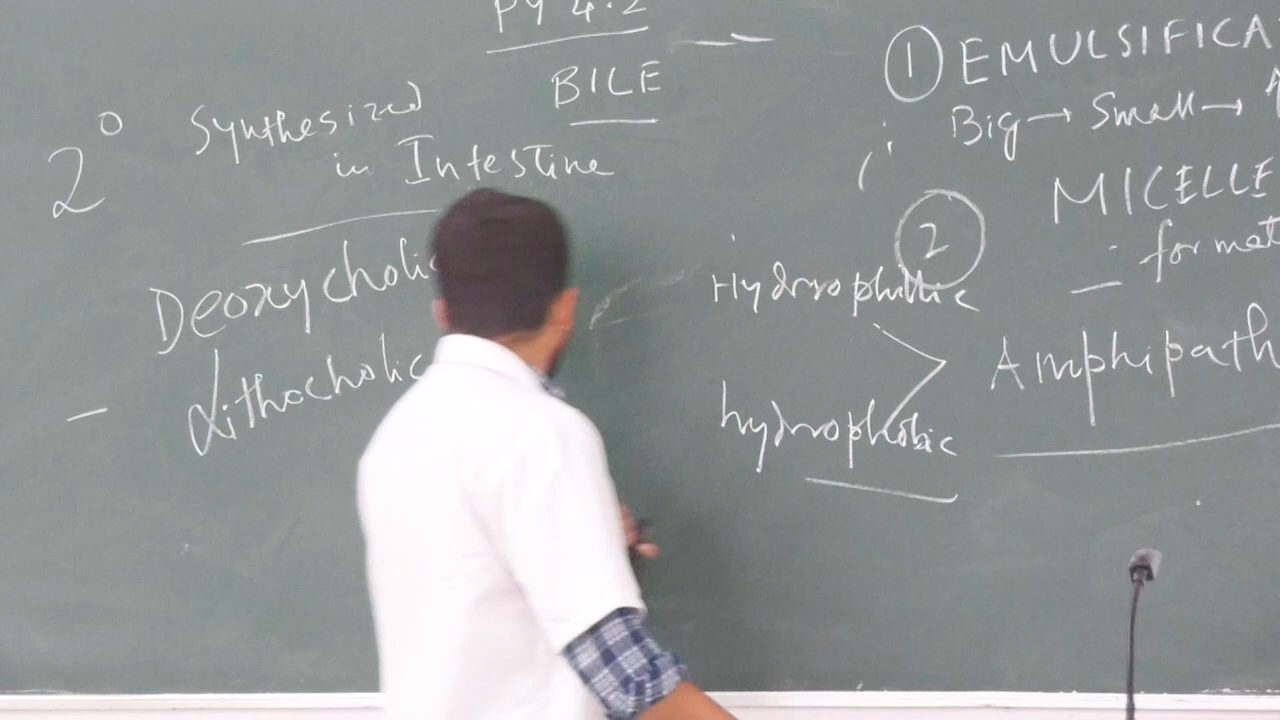 PY 4.2
BILE
2° Synthesized
in Intestine
Deoxycholic
- Lithocholic
① EMULSIFICA
Big → Small → ↑
② MICELLE
- format
Hydrophillic
hydrophobic
> Amphipath